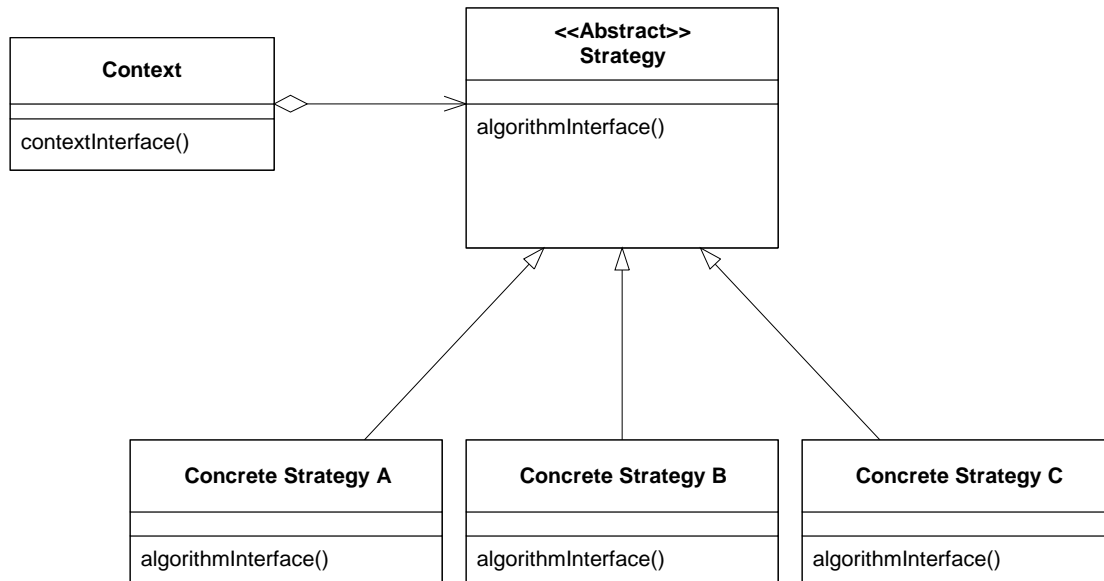 <<Abstract>>
Strategy
Context
contextInterface()
algorithmInterface()
Concrete Strategy A
Concrete Strategy B
Concrete Strategy C
algorithmInterface()
algorithmInterface()
algorithmInterface()